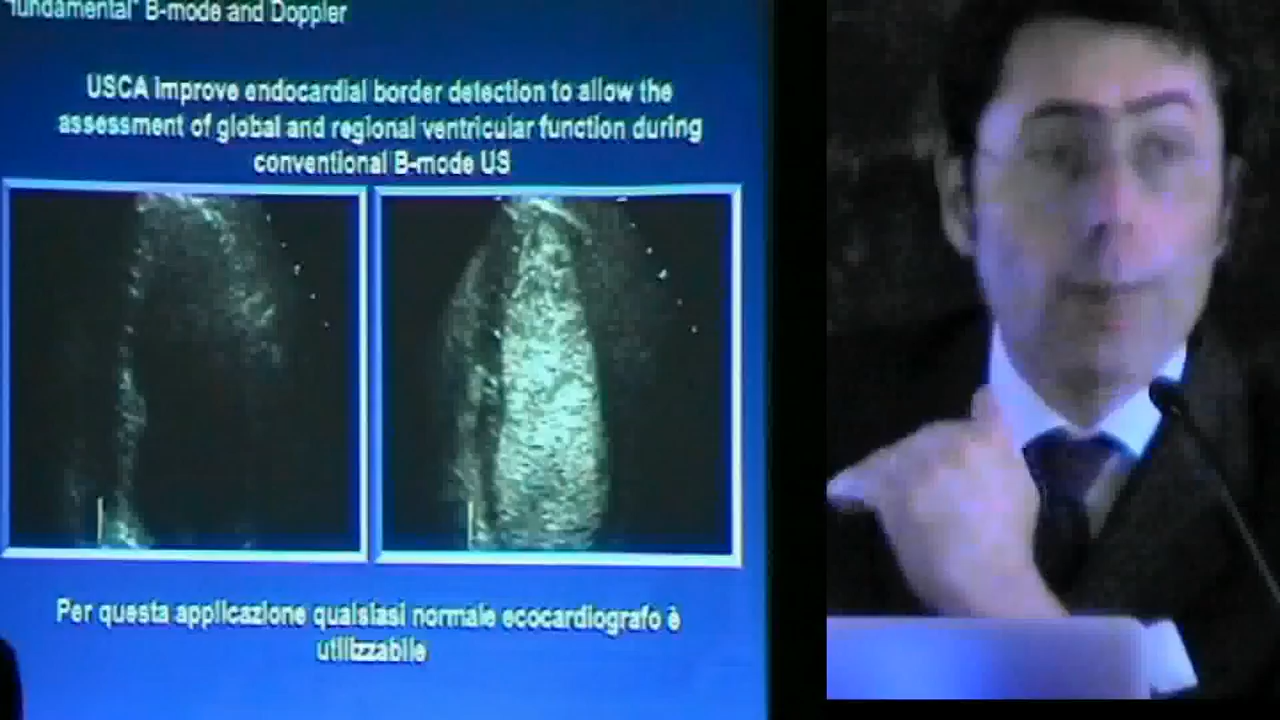 "fundamental" B-mode and Doppler
USCA improve endocardial border detection to allow the
assessment of global and regional ventricular function during
conventional B-mode US
Per questa applicazione qualsiasi normale ecocardiografo è
utilizzabile